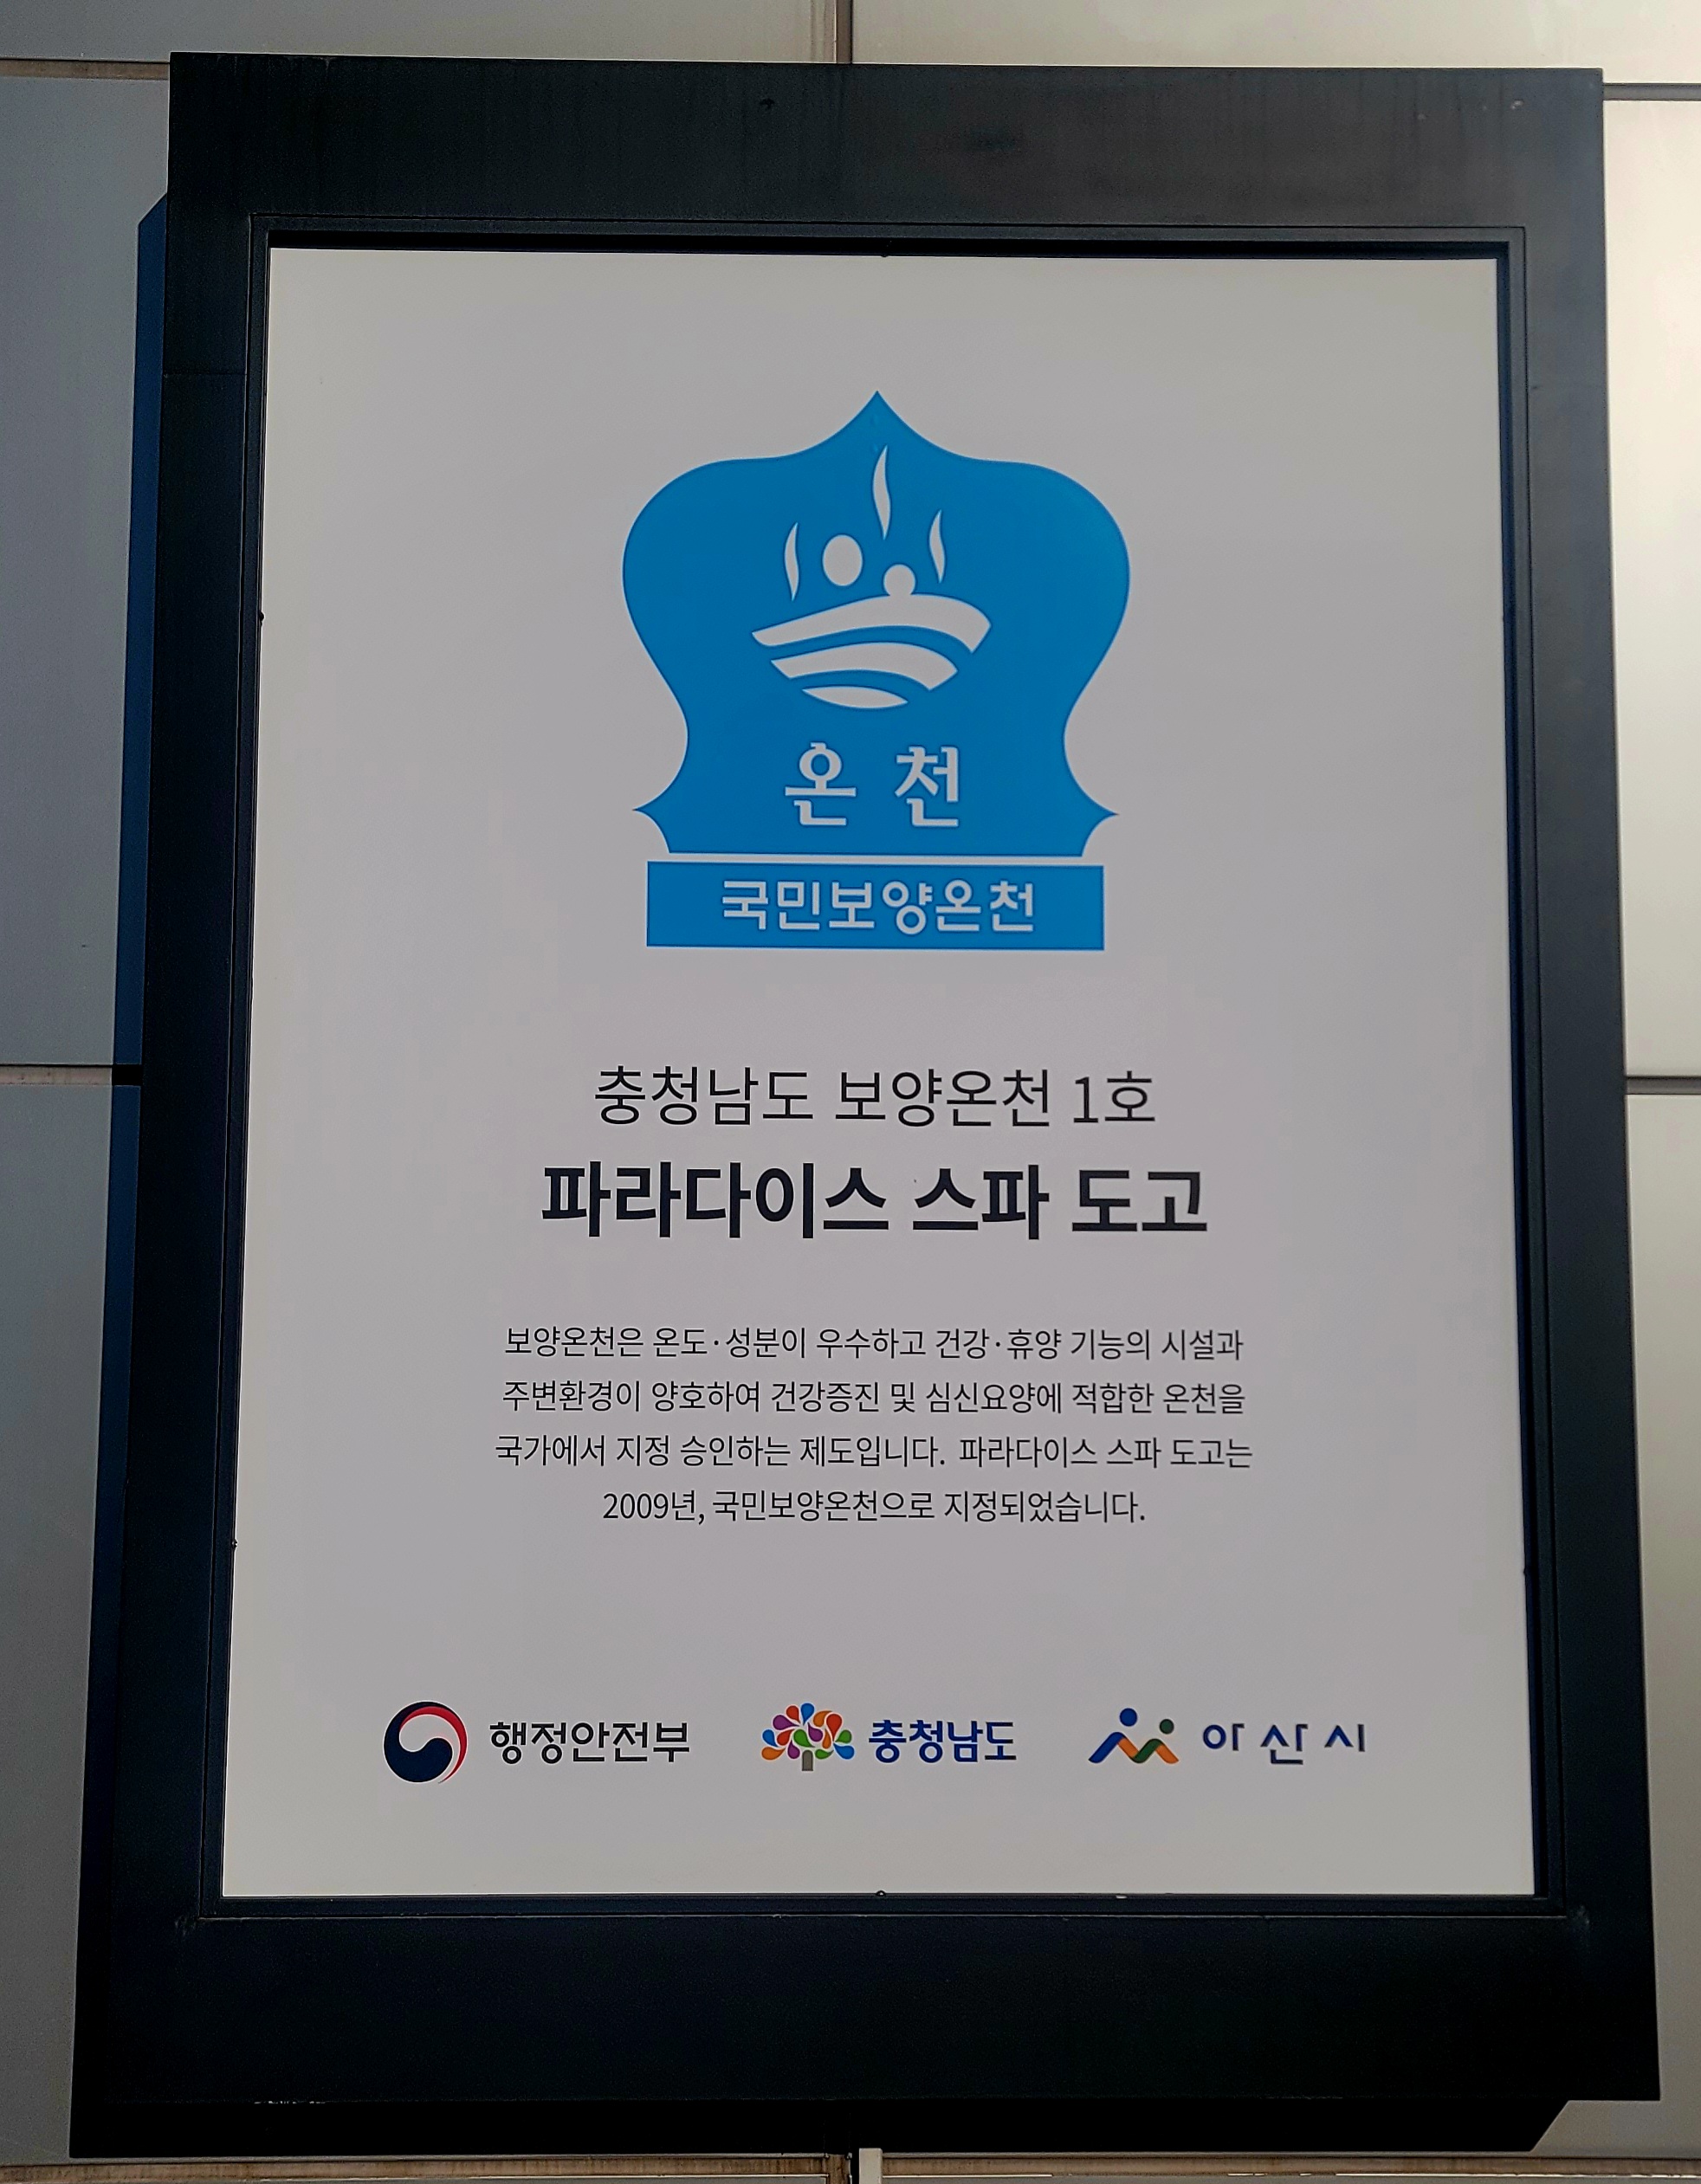 온천
국민보양온천
충청남도 보양온천 1호
파라다이스 스파 도고
보양온천은 온도·성분이 우수하고 건강·휴양 기능의 시설과
주변환경이 양호하여 건강증진 및 심신요양에 적합한 온천을
국가에서 지정 승인하는 제도입니다. 파라다이스 스파 도고는
2009년, 국민보양온천으로 지정되었습니다.
행정안전부 충청남도 아산시